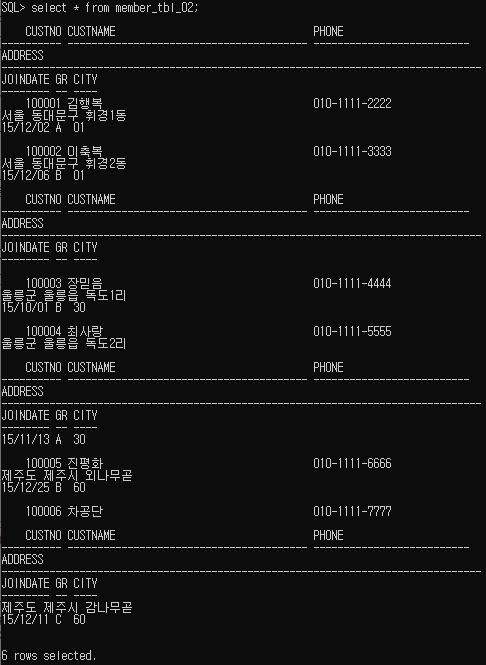 SQL> select * from member_tbl_02;
CUSTNO CUSTNAME PHONE
---------- ---------------------------------------- --------------------------
ADDRESS
--------------------------------------------------------------------------------
JOINDATE GR CITY
-------- -- ----
100001 김행복 010-1111-2222
서울 동대문구 휘경1동
15/12/02 A 01
100002 이축복 010-1111-3333
서울 동대문구 휘경2동
15/12/06 B 01
CUSTNO CUSTNAME PHONE
---------- ---------------------------------------- --------------------------
ADDRESS
--------------------------------------------------------------------------------
JOINDATE GR CITY
-------- -- ----
100003 장믿음 010-1111-4444
울릉군 울릉읍 독도1리
15/10/01 B 30
100004 최사랑 010-1111-5555
울릉군 울릉읍 독도2리
CUSTNO CUSTNAME PHONE
---------- ---------------------------------------- --------------------------
ADDRESS
--------------------------------------------------------------------------------
JOINDATE GR CITY
-------- -- ----
15/11/13 A 30
100005 진평화 010-1111-6666
제주도 제주시 외나무골
15/12/25 B 60
100006 차공단 010-1111-7777
CUSTNO CUSTNAME PHONE
---------- ---------------------------------------- --------------------------
ADDRESS
--------------------------------------------------------------------------------
JOINDATE GR CITY
-------- -- ----
제주도 제주시 감나무골
15/12/11 C 60
6 rows selected.